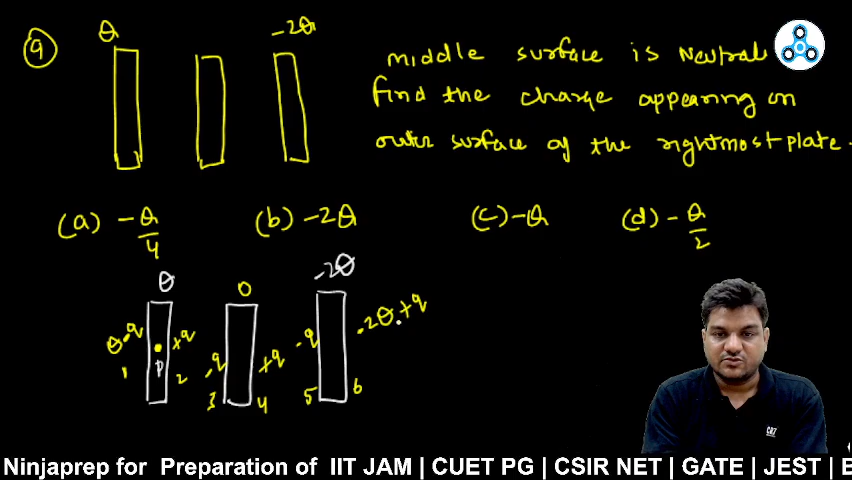 9 Q -2Q
middle surface is Neutral
find the charge appearing on
outer surface of the rightmost plate.
(a) -Q/4 (b) -2Q (c) -Q (d) -Q/2
Q 0 -2Q
Q-q +q -q +q -q -2Q+q
1 P 2 3 4 5 6
Ninjaprep for Preparation of IIT JAM | CUET PG | CSIR NET | GATE | JEST |